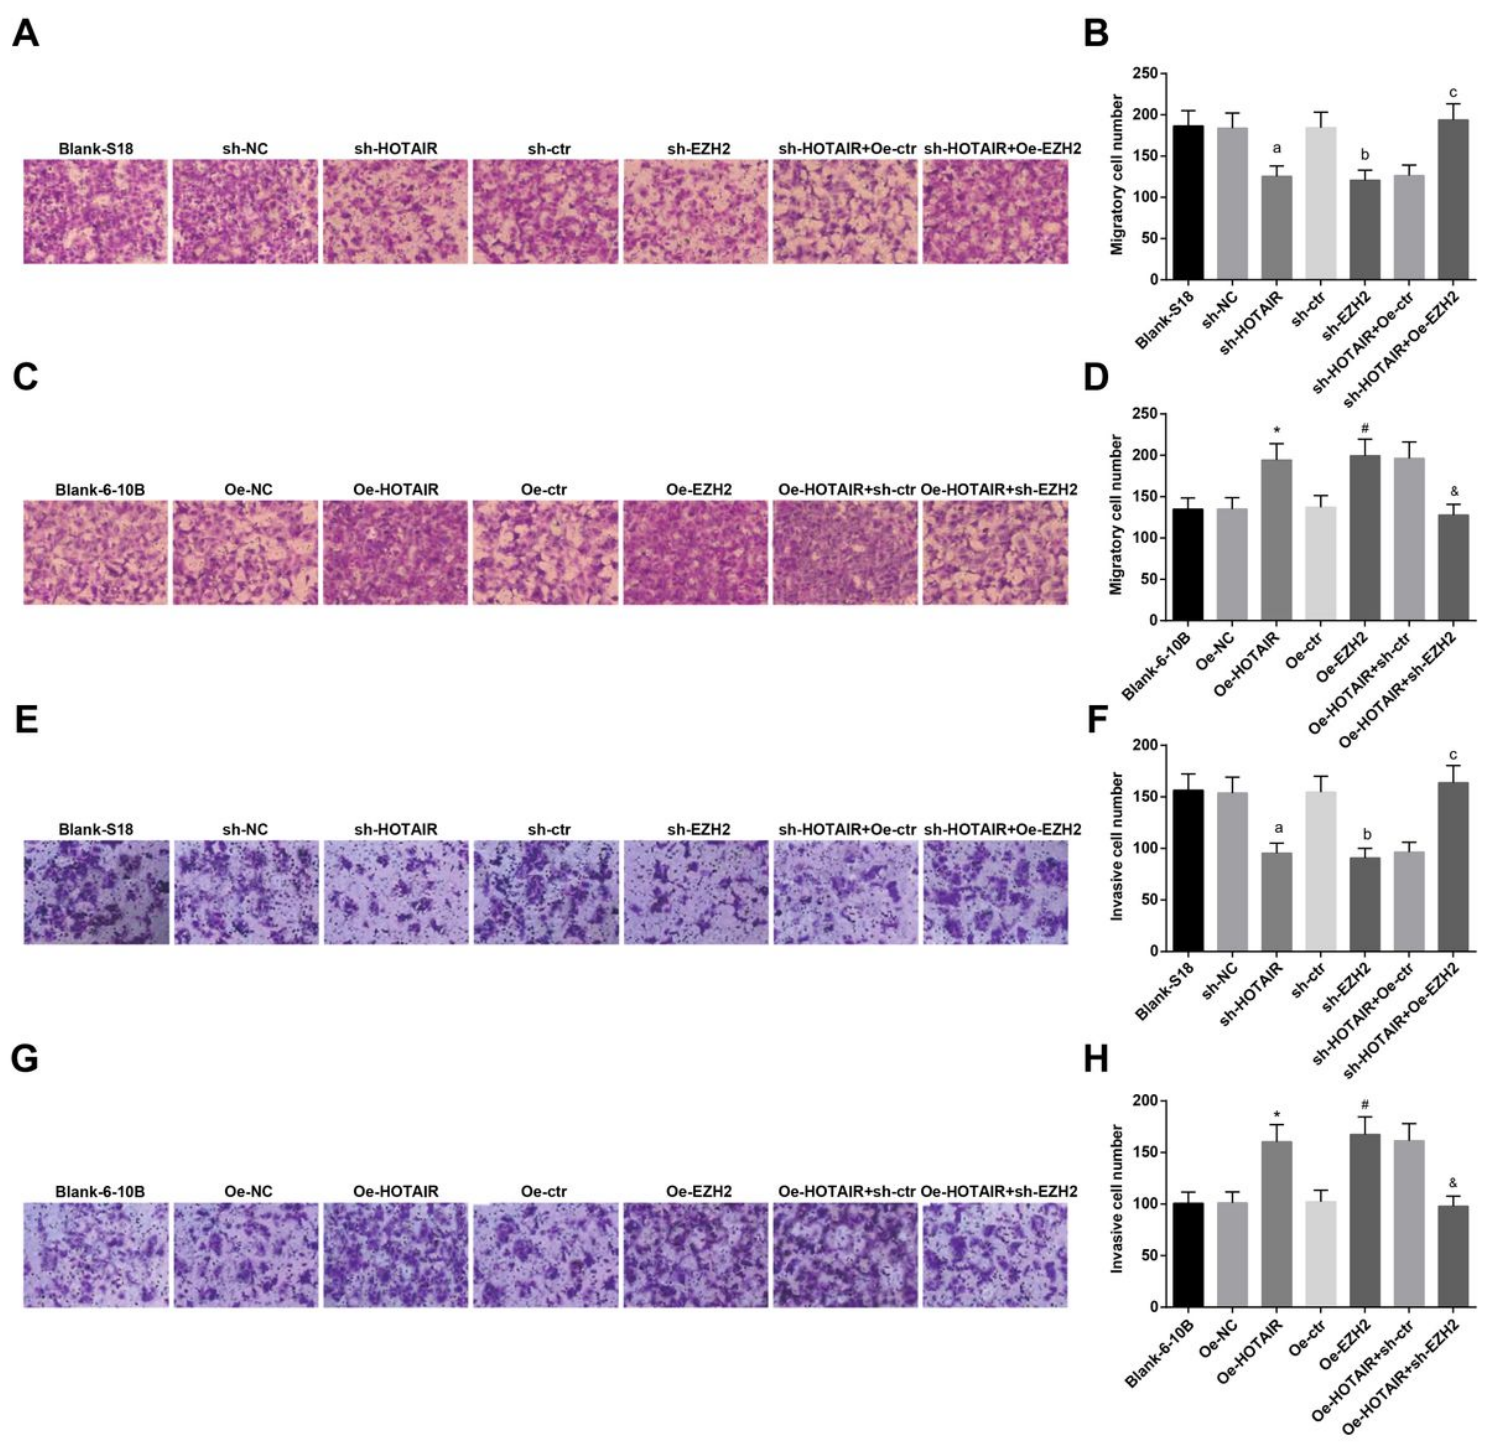 A
Blank-S18 sh-NC sh-HOTAIR sh-ctr sh-EZH2 sh-HOTAIR+Oe-ctr sh-HOTAIR+Oe-EZH2
B
Migratory cell number
250
200
150
100
50
0
a
b
c
Blank-S18
sh-NC
sh-HOTAIR
sh-ctr
sh-EZH2
sh-HOTAIR+Oe-ctr
sh-HOTAIR+Oe-EZH2
C
Blank-6-10B Oe-NC Oe-HOTAIR Oe-ctr Oe-EZH2 Oe-HOTAIR+sh-ctr Oe-HOTAIR+sh-EZH2
D
Migratory cell number
250
200
150
100
50
0
*
#
&
Blank-6-10B
Oe-NC
Oe-HOTAIR
Oe-ctr
Oe-EZH2
Oe-HOTAIR+sh-ctr
Oe-HOTAIR+sh-EZH2
E
Blank-S18 sh-NC sh-HOTAIR sh-ctr sh-EZH2 sh-HOTAIR+Oe-ctr sh-HOTAIR+Oe-EZH2
F
Invasive cell number
200
150
100
50
0
a
b
c
Blank-S18
sh-NC
sh-HOTAIR
sh-ctr
sh-EZH2
sh-HOTAIR+Oe-ctr
sh-HOTAIR+Oe-EZH2
G
Blank-6-10B Oe-NC Oe-HOTAIR Oe-ctr Oe-EZH2 Oe-HOTAIR+sh-ctr Oe-HOTAIR+sh-EZH2
H
Invasive cell number
200
150
100
50
0
*
#
&
Blank-6-10B
Oe-NC
Oe-HOTAIR
Oe-ctr
Oe-EZH2
Oe-HOTAIR+sh-ctr
Oe-HOTAIR+sh-EZH2